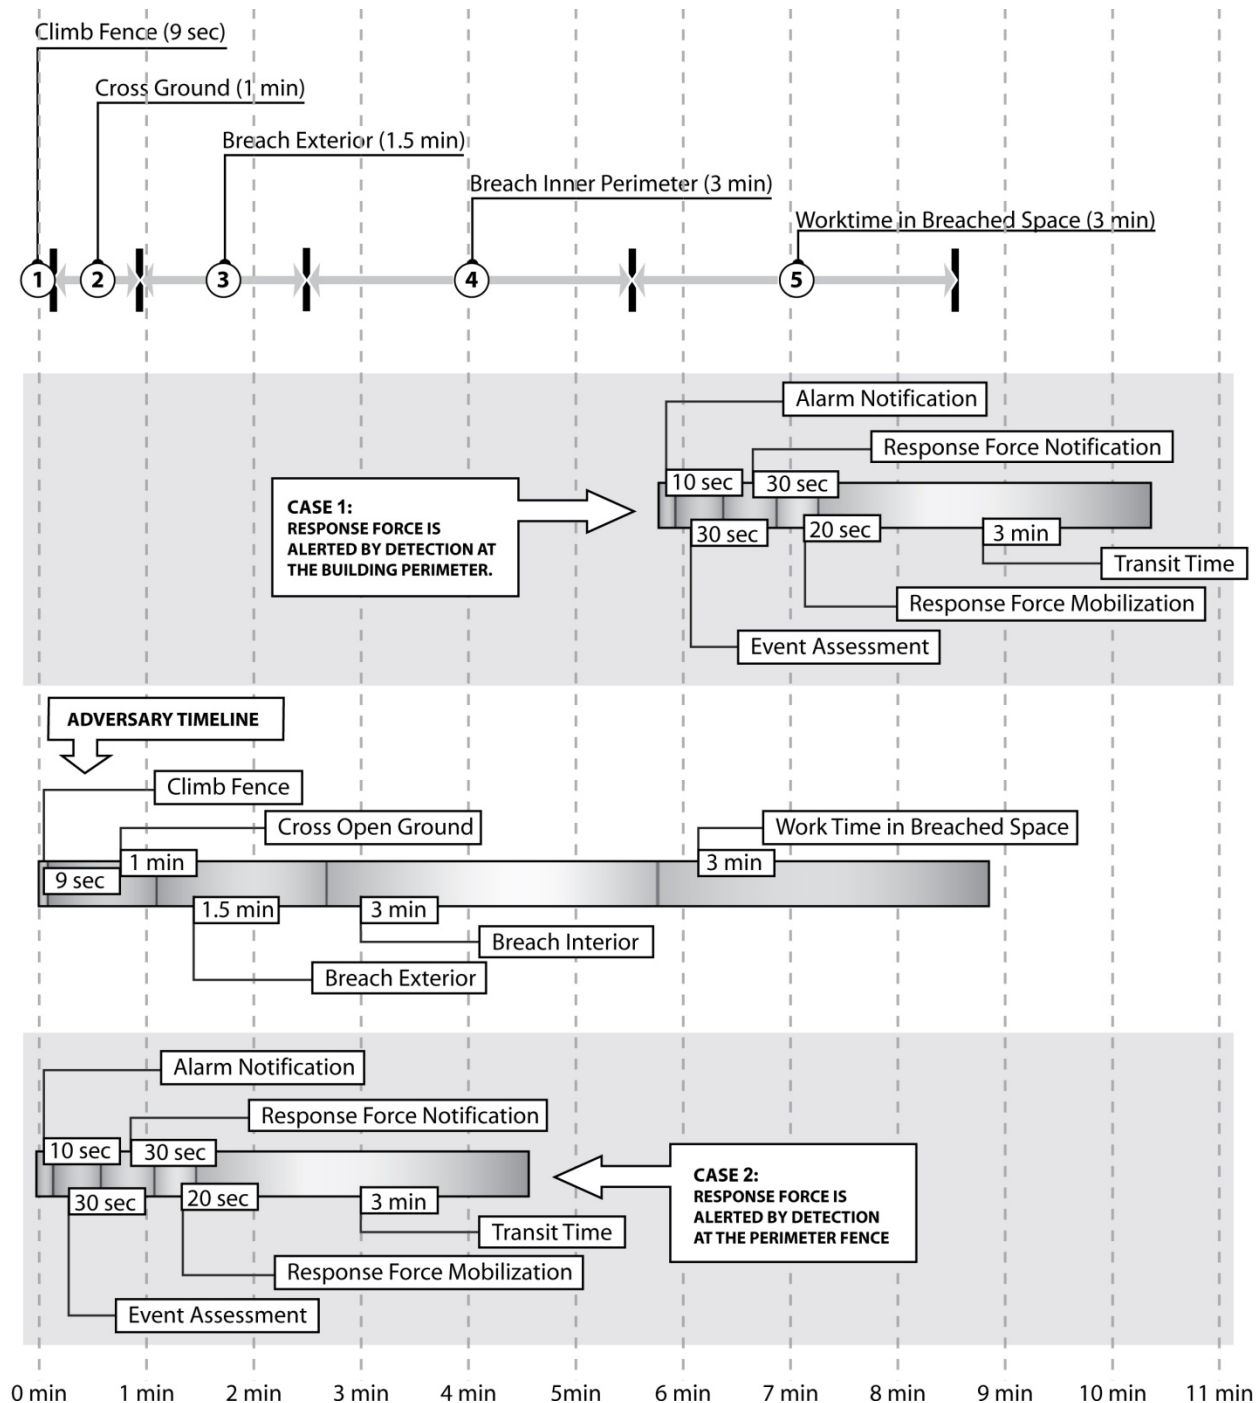 Climb Fence (9 sec)
Cross Ground (1 min)
Breach Exterior (1.5 min)
Breach Inner Perimeter (3 min)
Worktime in Breached Space (3 min)
1
2
3
4
5
Alarm Notification
Response Force Notification
10 sec
30 sec
CASE 1:
RESPONSE FORCE IS
ALERTED BY DETECTION AT
THE BUILDING PERIMETER.
30 sec
20 sec
3 min
Transit Time
Response Force Mobilization
Event Assessment
ADVERSARY TIMELINE
Climb Fence
Cross Open Ground
Work Time in Breached Space
1 min
3 min
9 sec
1.5 min
3 min
Breach Interior
Breach Exterior
Alarm Notification
Response Force Notification
10 sec
30 sec
CASE 2:
RESPONSE FORCE IS
ALERTED BY DETECTION
AT THE PERIMETER FENCE
30 sec
20 sec
3 min
Transit Time
Response Force Mobilization
Event Assessment
0 min
1 min
2 min
3 min
4 min
5min
6 min
7 min
8 min
9 min
10 min
11 min